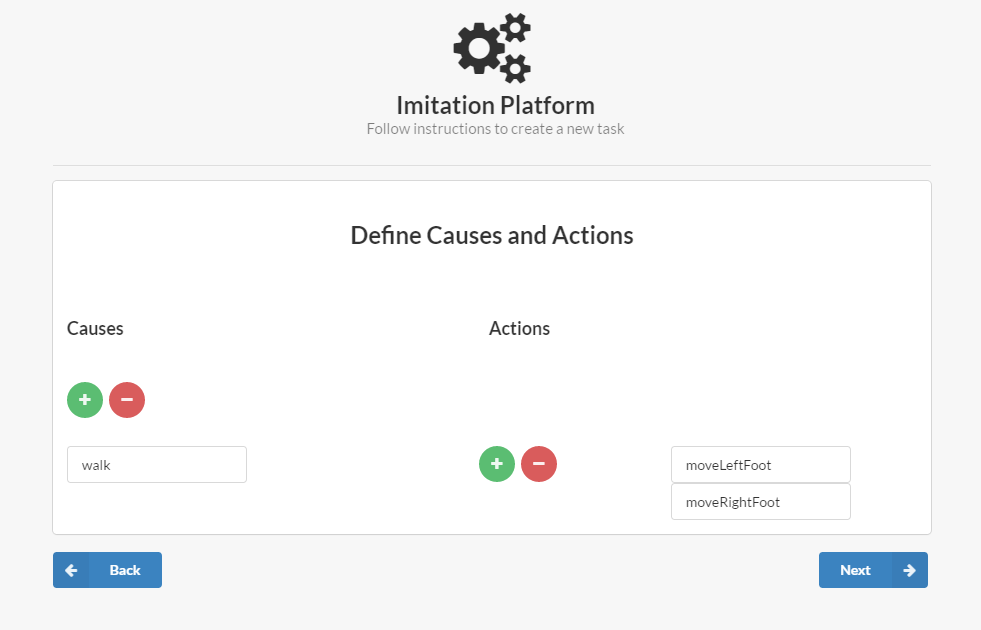 Imitation Platform
Follow instructions to create a new task
Define Causes and Actions
Causes
Actions
walk
moveLeftFoot
moveRightFoot
Back
Next